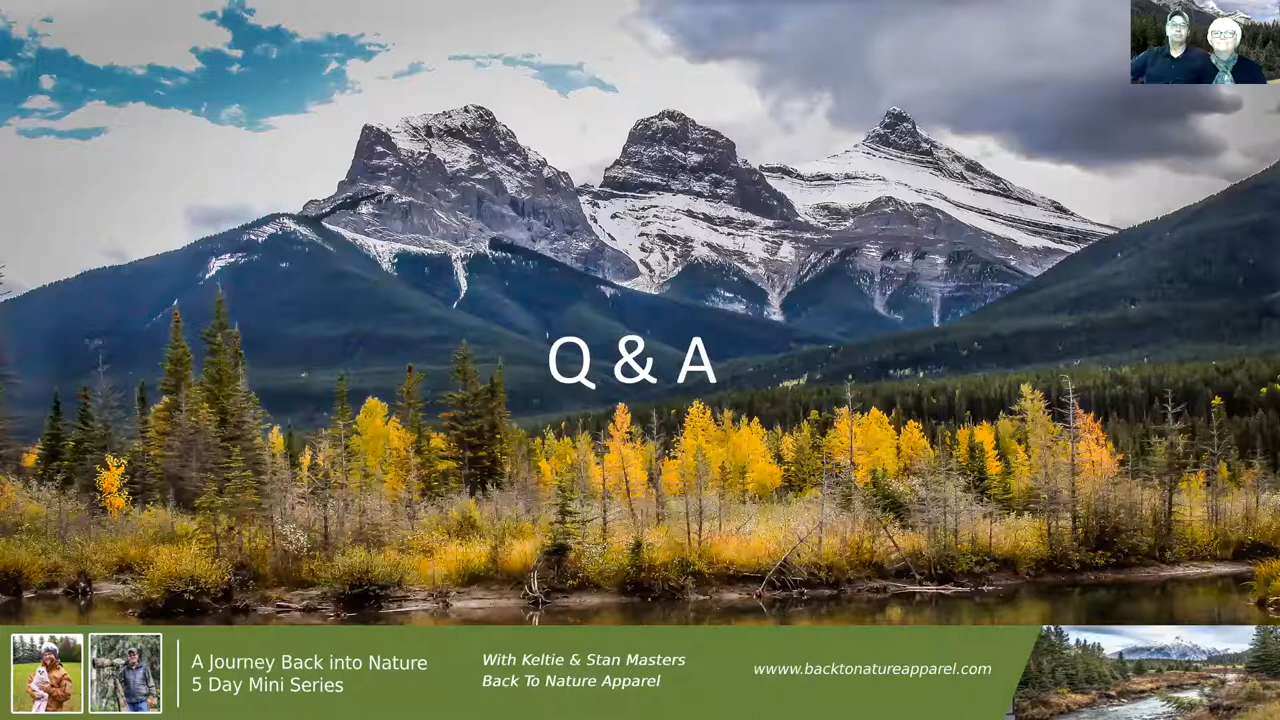 Q & A
A Journey Back into Nature
5 Day Mini Series
With Keltie & Stan Masters
Back To Nature Apparel
www.backtonatureapparel.com